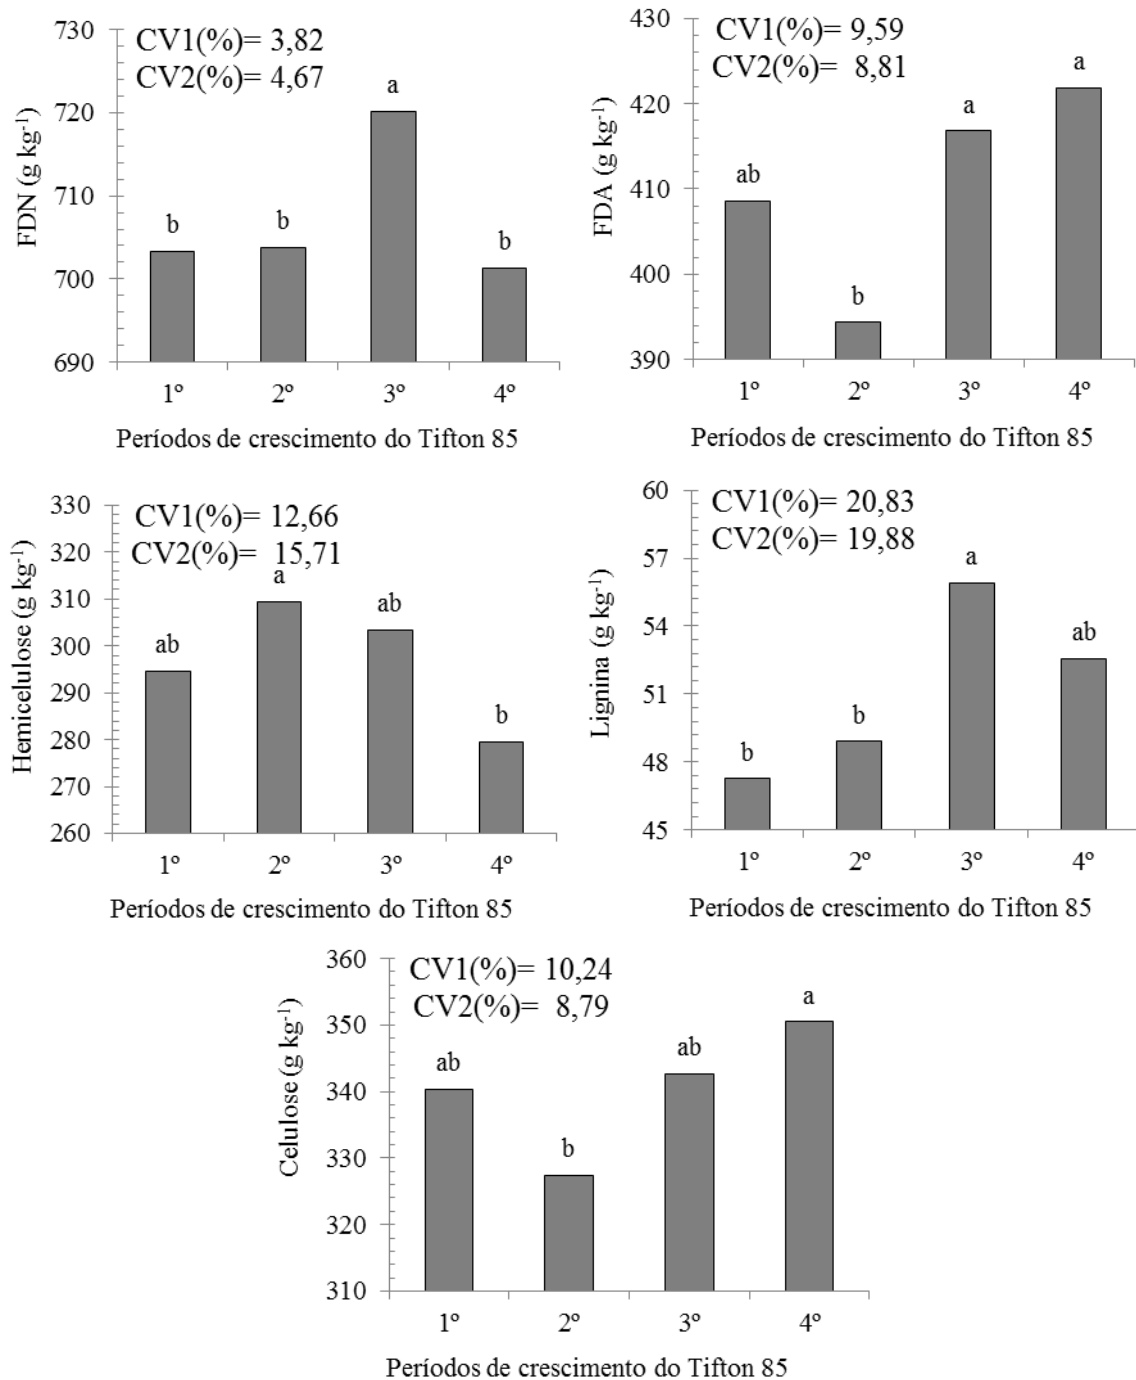 CV1(%)= 3,82
CV2(%)= 4,67
FDN (g kg⁻¹)
730
720
710
700
690
b
b
a
b
1º 2º 3º 4º
Períodos de crescimento do Tifton 85
CV1(%)= 9,59
CV2(%)= 8,81
FDA (g kg⁻¹)
430
420
410
400
390
ab
b
a
a
1º 2º 3º 4º
Períodos de crescimento do Tifton 85
CV1(%)= 12,66
CV2(%)= 15,71
Hemicelulose (g kg⁻¹)
330
320
310
300
290
280
270
260
ab
a
ab
b
1º 2º 3º 4º
Períodos de crescimento do Tifton 85
CV1(%)= 20,83
CV2(%)= 19,88
Lignina (g kg⁻¹)
60
57
54
51
48
45
b
b
a
ab
1º 2º 3º 4º
Períodos de crescimento do Tifton 85
CV1(%)= 10,24
CV2(%)= 8,79
Celulose (g kg⁻¹)
360
350
340
330
320
310
ab
b
ab
a
1º 2º 3º 4º
Períodos de crescimento do Tifton 85